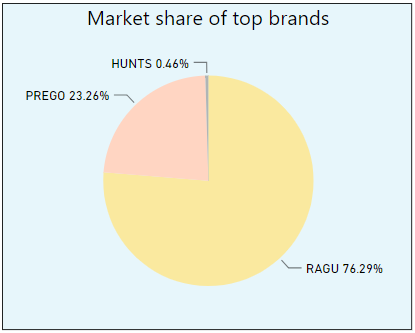 Market share of top brands
HUNTS 0.46%
PREGO 23.26%
RAGU 76.29%